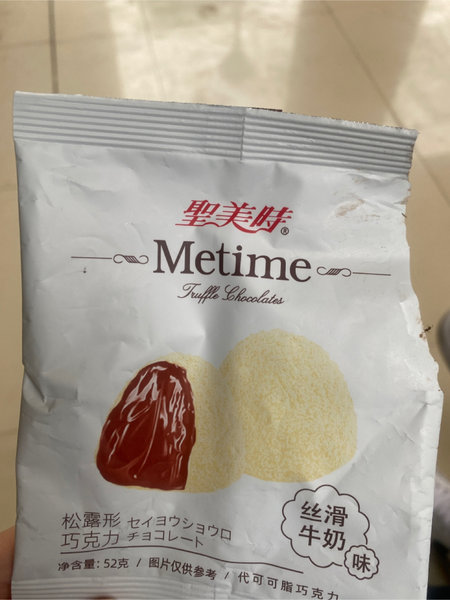 聖美時®
Metime
Truffle Chocolates
松露形 セイヨウショウロ
巧克力 チョコレート
丝滑
牛奶
味
净含量: 52克 / 图片仅供参考 / 代可可脂巧克力